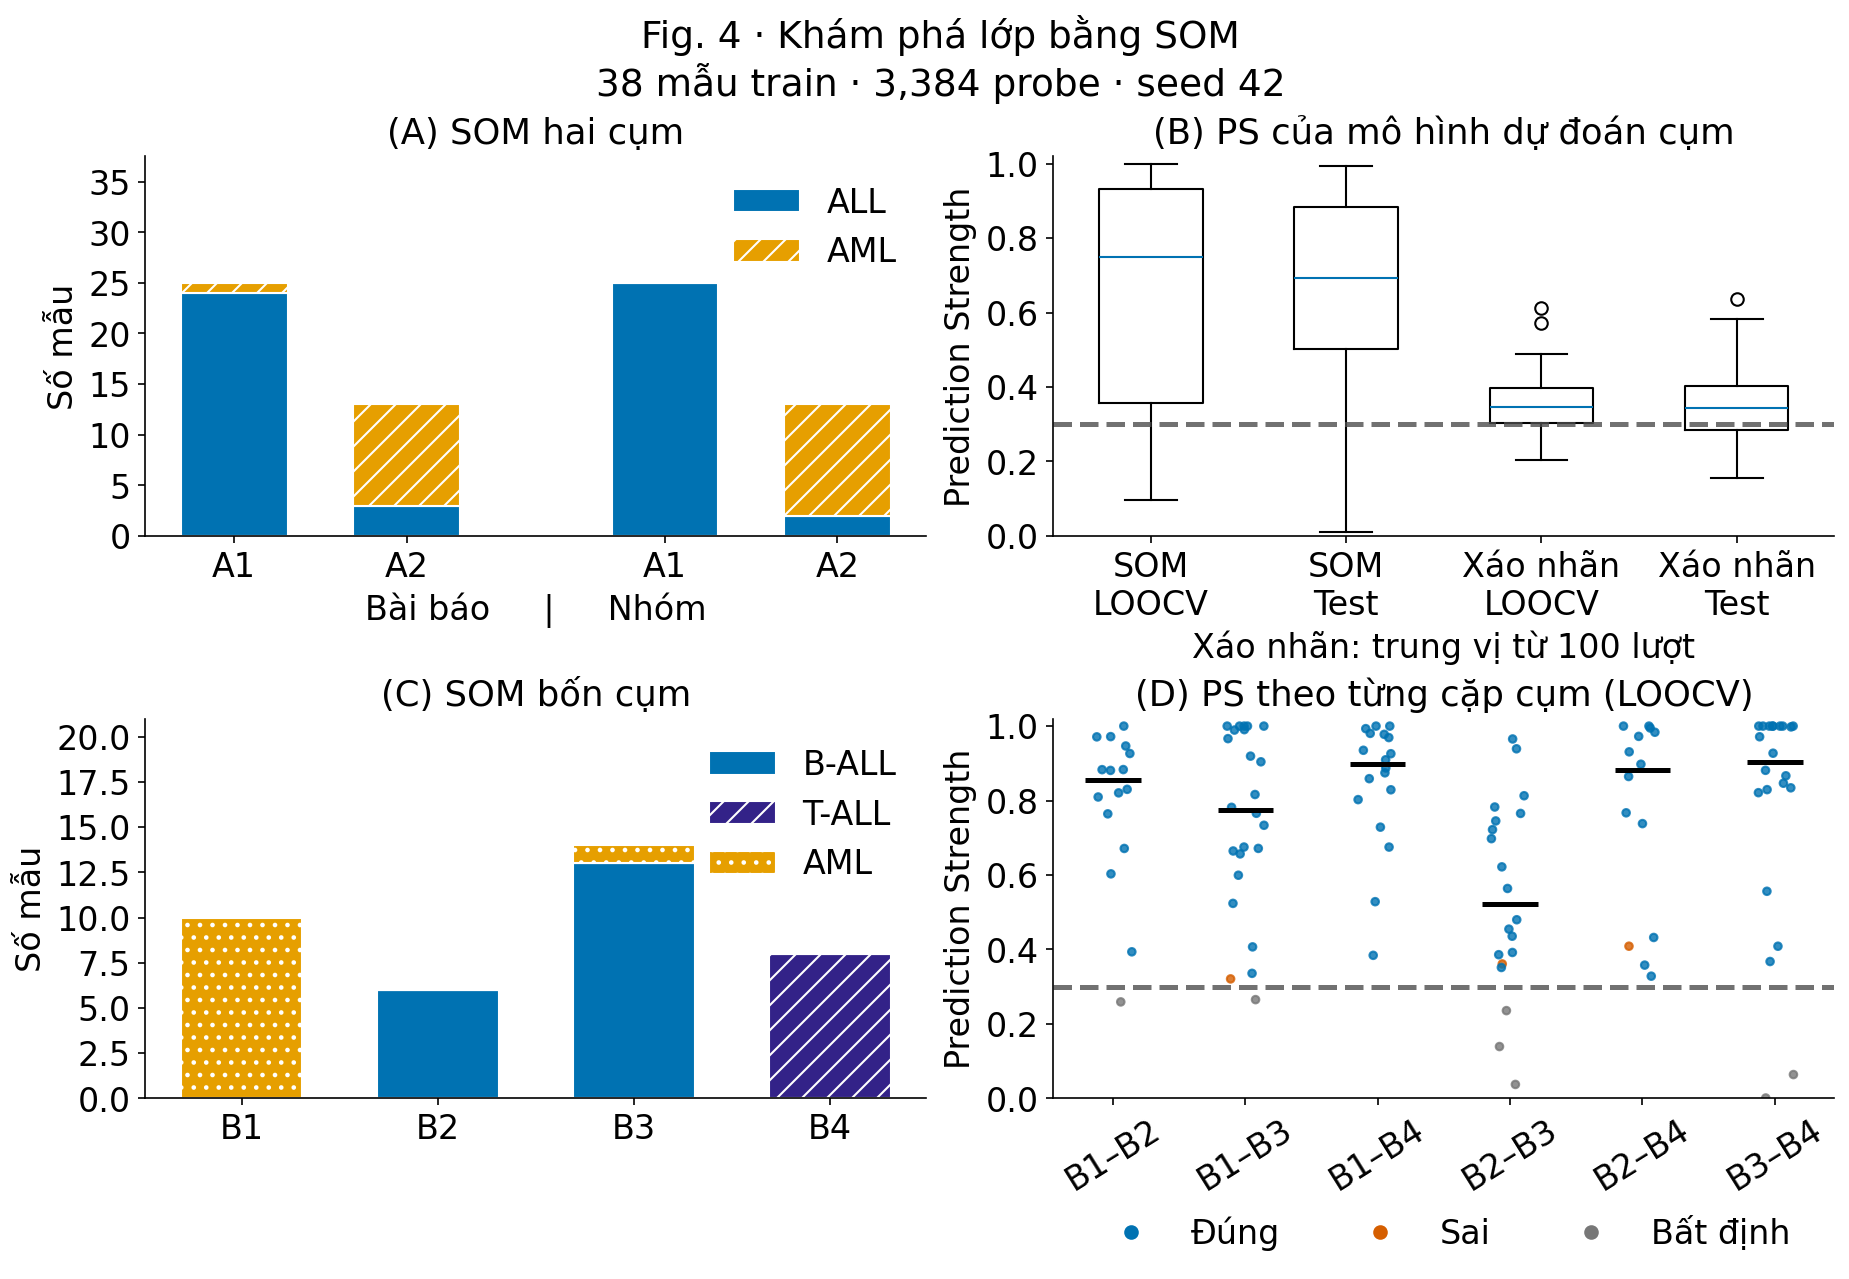 Fig. 4 · Khám phá lớp bằng SOM
38 mẫu train · 3,384 probe · seed 42
(A) SOM hai cụm
Số mẫu
35
30
25
20
15
10
5
0
ALL
AML
A1
A2
A1
A2
Bài báo | Nhóm
(B) PS của mô hình dự đoán cụm
Prediction Strength
1.0
0.8
0.6
0.4
0.2
0.0
SOM
LOOCV
SOM
Test
Xáo nhãn
LOOCV
Xáo nhãn
Test
Xáo nhãn: trung vị từ 100 lượt
(C) SOM bốn cụm
Số mẫu
20.0
17.5
15.0
12.5
10.0
7.5
5.0
2.5
0.0
B-ALL
T-ALL
AML
B1
B2
B3
B4
(D) PS theo từng cặp cụm (LOOCV)
Prediction Strength
1.0
0.8
0.6
0.4
0.2
0.0
B1–B2
B1–B3
B1–B4
B2–B3
B2–B4
B3–B4
Đúng
Sai
Bất định